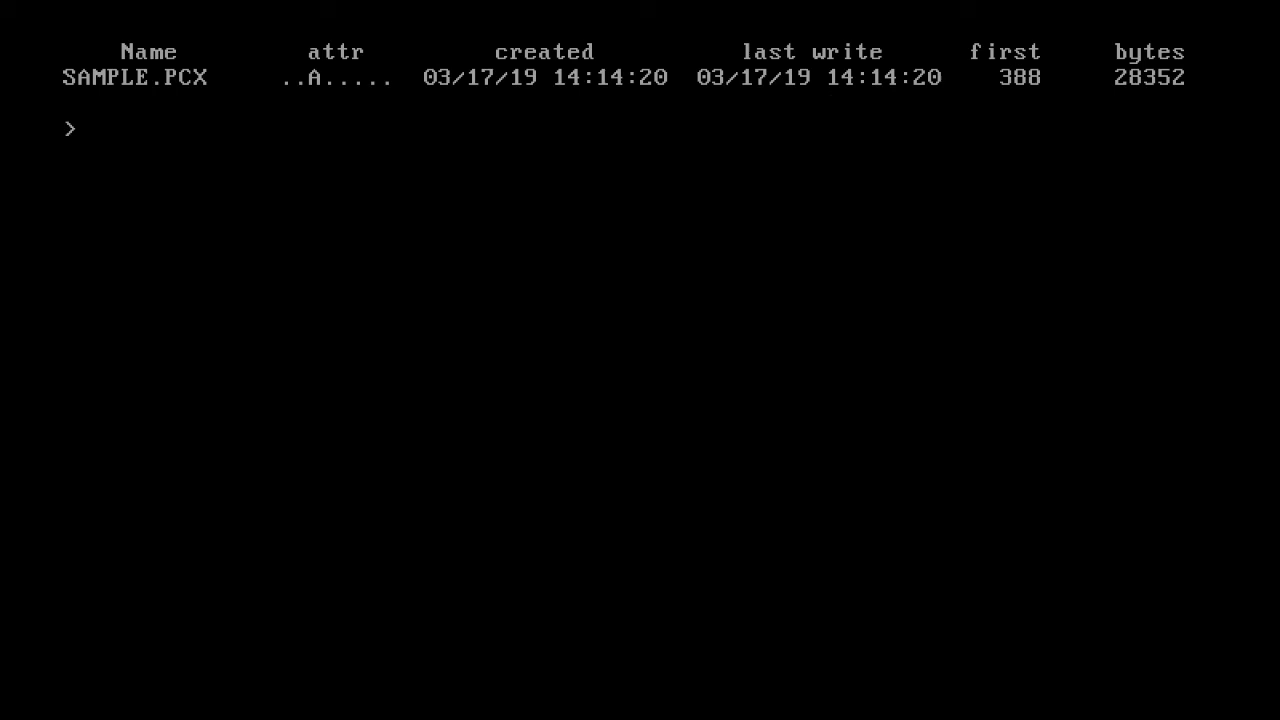 Name attr created last write first bytes
SAMPLE.PCX ..A..... 03/17/19 14:14:20 03/17/19 14:14:20 388 28352
>